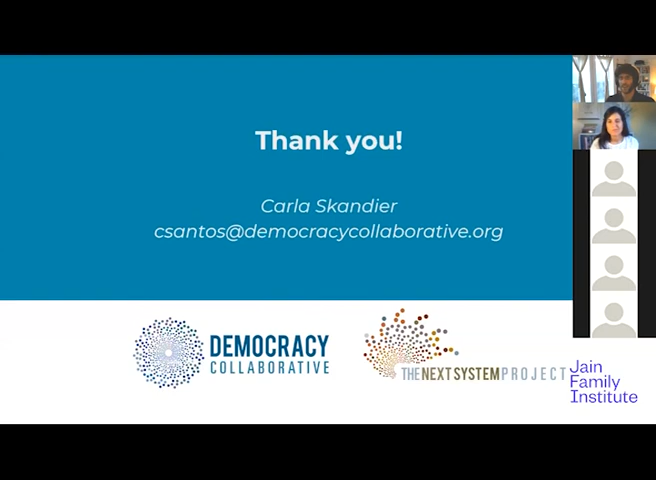 Thank you!
Carla Skandier
csantos@democracycollaborative.org
DEMOCRACY
COLLABORATIVE
THE NEXT SYSTEM PROJECT
Jain
Family
Institute